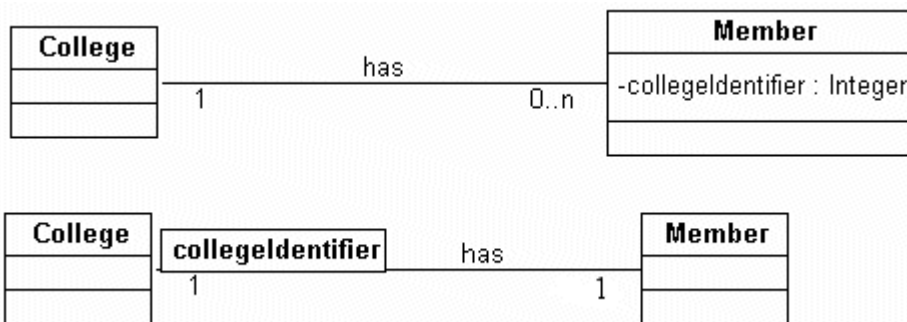 College
has
1
0..n
Member
-collegeIdentifier : Integer
College
collegeIdentifier
has
1
1
Member